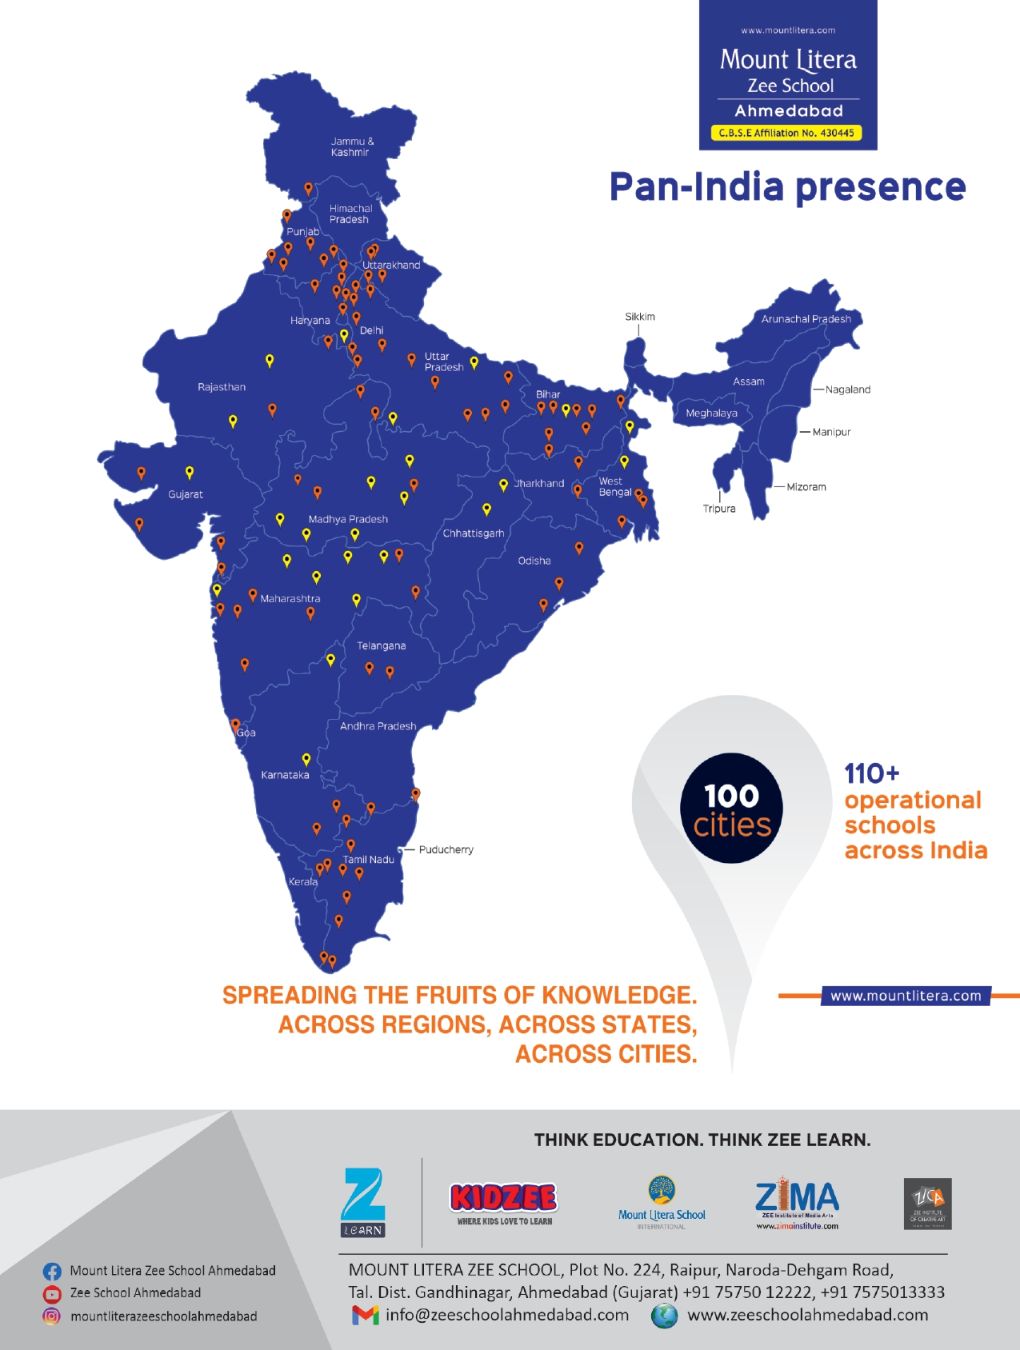 www.mountlitera.com
Mount Litera
Zee School
Ahmedabad
C.B.S.E Affiliation No. 430445
Pan-India presence
Jammu &
Kashmir
Himachal
Pradesh
Punjab
Uttarakhand
Haryana
Delhi
Uttar
Pradesh
Rajasthan
Bihar
Sikkim
Arunachal Pradesh
Assam
Nagaland
Meghalaya
Manipur
Mizoram
Tripura
Gujarat
Madhya Pradesh
Jharkhand
West
Bengal
Chhattisgarh
Odisha
Maharashtra
Telangana
Goa
Andhra Pradesh
Karnataka
Puducherry
Tamil Nadu
Kerala
100
cities
110+
operational
schools
across India
SPREADING THE FRUITS OF KNOWLEDGE.
ACROSS REGIONS, ACROSS STATES,
ACROSS CITIES.
www.mountlitera.com
THINK EDUCATION. THINK ZEE LEARN.
Z
LEARN
KIDZEE
WHERE KIDS LOVE TO LEARN
Mount Litera School
INTERNATIONAL
ZIMA
ZEE Institute of Media Arts
www.zimainstitute.com
ZICA
ZEE INSTITUTE
OF CREATIVE ART
Mount Litera Zee School Ahmedabad
Zee School Ahmedabad
mountliterazeeschoolahmedabad
MOUNT LITERA ZEE SCHOOL, Plot No. 224, Raipur, Naroda-Dehgam Road,
Tal. Dist. Gandhinagar, Ahmedabad (Gujarat) +91 75750 12222, +91 7575013333
info@zeeschoolahmedabad.com www.zeeschoolahmedabad.com